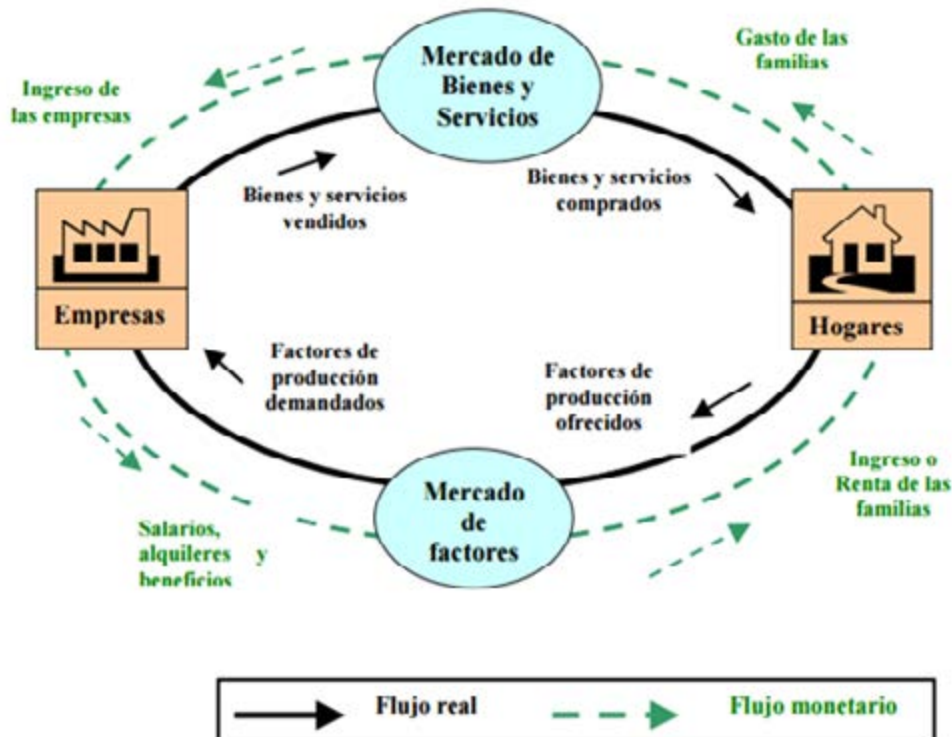 Mercado de
Bienes y
Servicios
Gasto de las
familias
Ingreso de
las empresas
Bienes y servicios
vendidos
Bienes y servicios
comprados
Empresas
Hogares
Factores de
producción
demandados
Factores de
producción
ofrecidos
Mercado
de
factores
Ingreso o
Renta de las
familias
Salarios,
alquileres y
beneficios
Flujo real
Flujo monetario